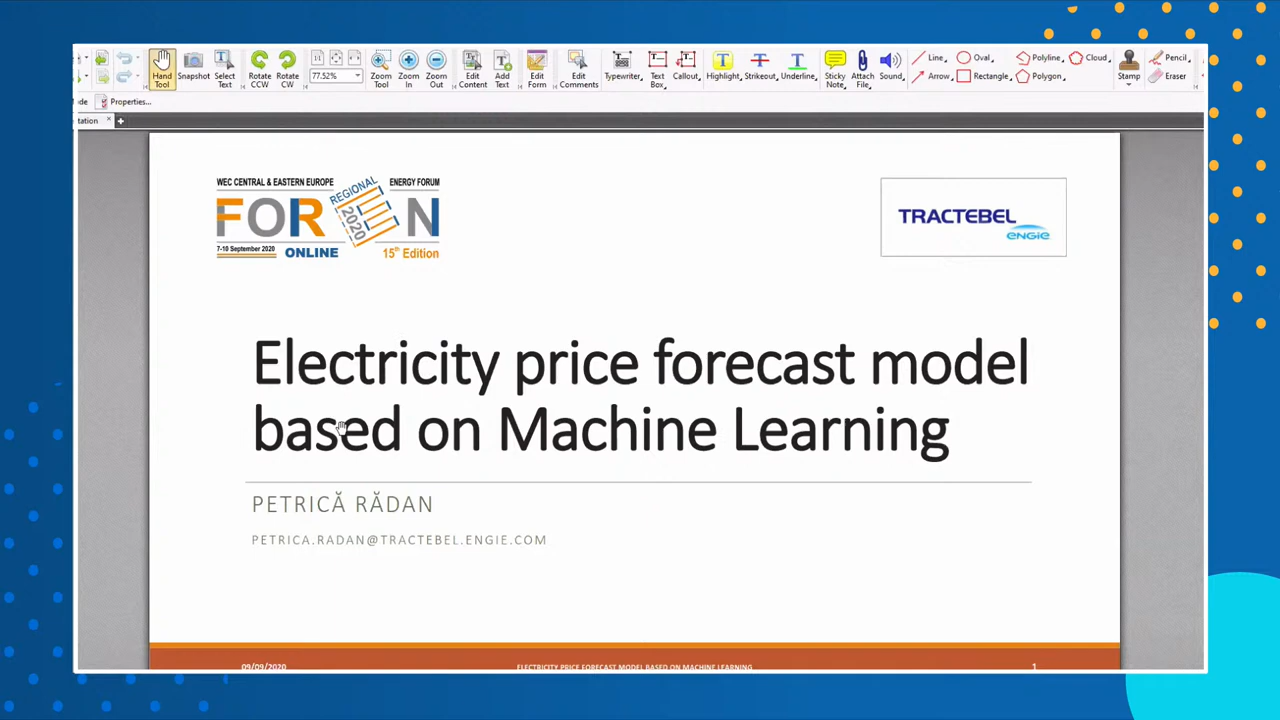 Hand Tool
Snapshot
Select Text
Rotate CCW
Rotate CW
77.52%
Zoom Tool
Zoom In
Zoom Out
Edit Content
Add Text
Edit Form
Edit Comments
Typewriter
Text Box
Callout
Highlight
Strikeout
Underline
Sticky Note
Attach File
Sound
Line
Arrow
Oval
Rectangle
Polyline
Polygon
Cloud
Stamp
Pencil
Eraser
Properties...
tation
WEC CENTRAL & EASTERN EUROPE REGIONAL ENERGY FORUM
FOREN 2020
7-10 September 2020
ONLINE
15th Edition
TRACTEBEL
ENGIE
Electricity price forecast model
based on Machine Learning
PETRICĂ RĂDAN
PETRICA.RADAN@TRACTEBEL.ENGIE.COM
09/09/2020
ELECTRICITY PRICE FORECAST MODEL BASED ON MACHINE LEARNING
1